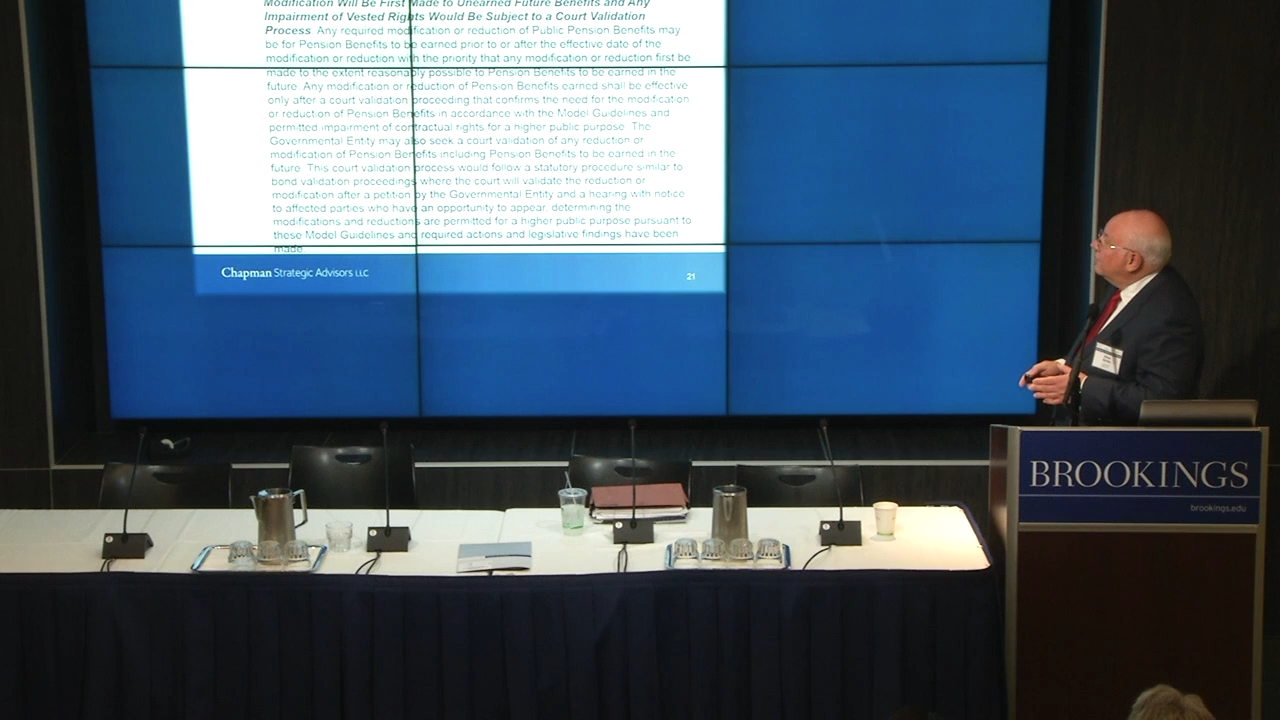 Modification Will Be First Made to Unearned Future Benefits and Any
Impairment of Vested Rights Would Be Subject to a Court Validation
Process. Any required modification or reduction of Public Pension Benefits may
be for Pension Benefits to be earned prior to or after the effective date of the
modification or reduction with the priority that any modification or reduction first be
made to the extent reasonably possible to Pension Benefits to be earned in the
future. Any modification or reduction of Pension Benefits earned shall be effective
only after a court validation proceeding that confirms the need for the modification
or reduction of Pension Benefits in accordance with the Model Guidelines and
permitted impairment of contractual rights for a higher public purpose. The
Governmental Entity may also seek a court validation of any reduction or
modification of Pension Benefits including Pension Benefits to be earned in the
future. This court validation process would follow a statutory procedure similar to
bond validation proceedings where the court will validate the reduction or
modification after a petition by the Governmental Entity and a hearing with notice
to affected parties who have an opportunity to appear, determining the
modifications and reductions are permitted for a higher public purpose pursuant to
these Model Guidelines and required actions and legislative findings have been
made.
Chapman Strategic Advisors LLC
21
BROOKINGS
brookings.edu